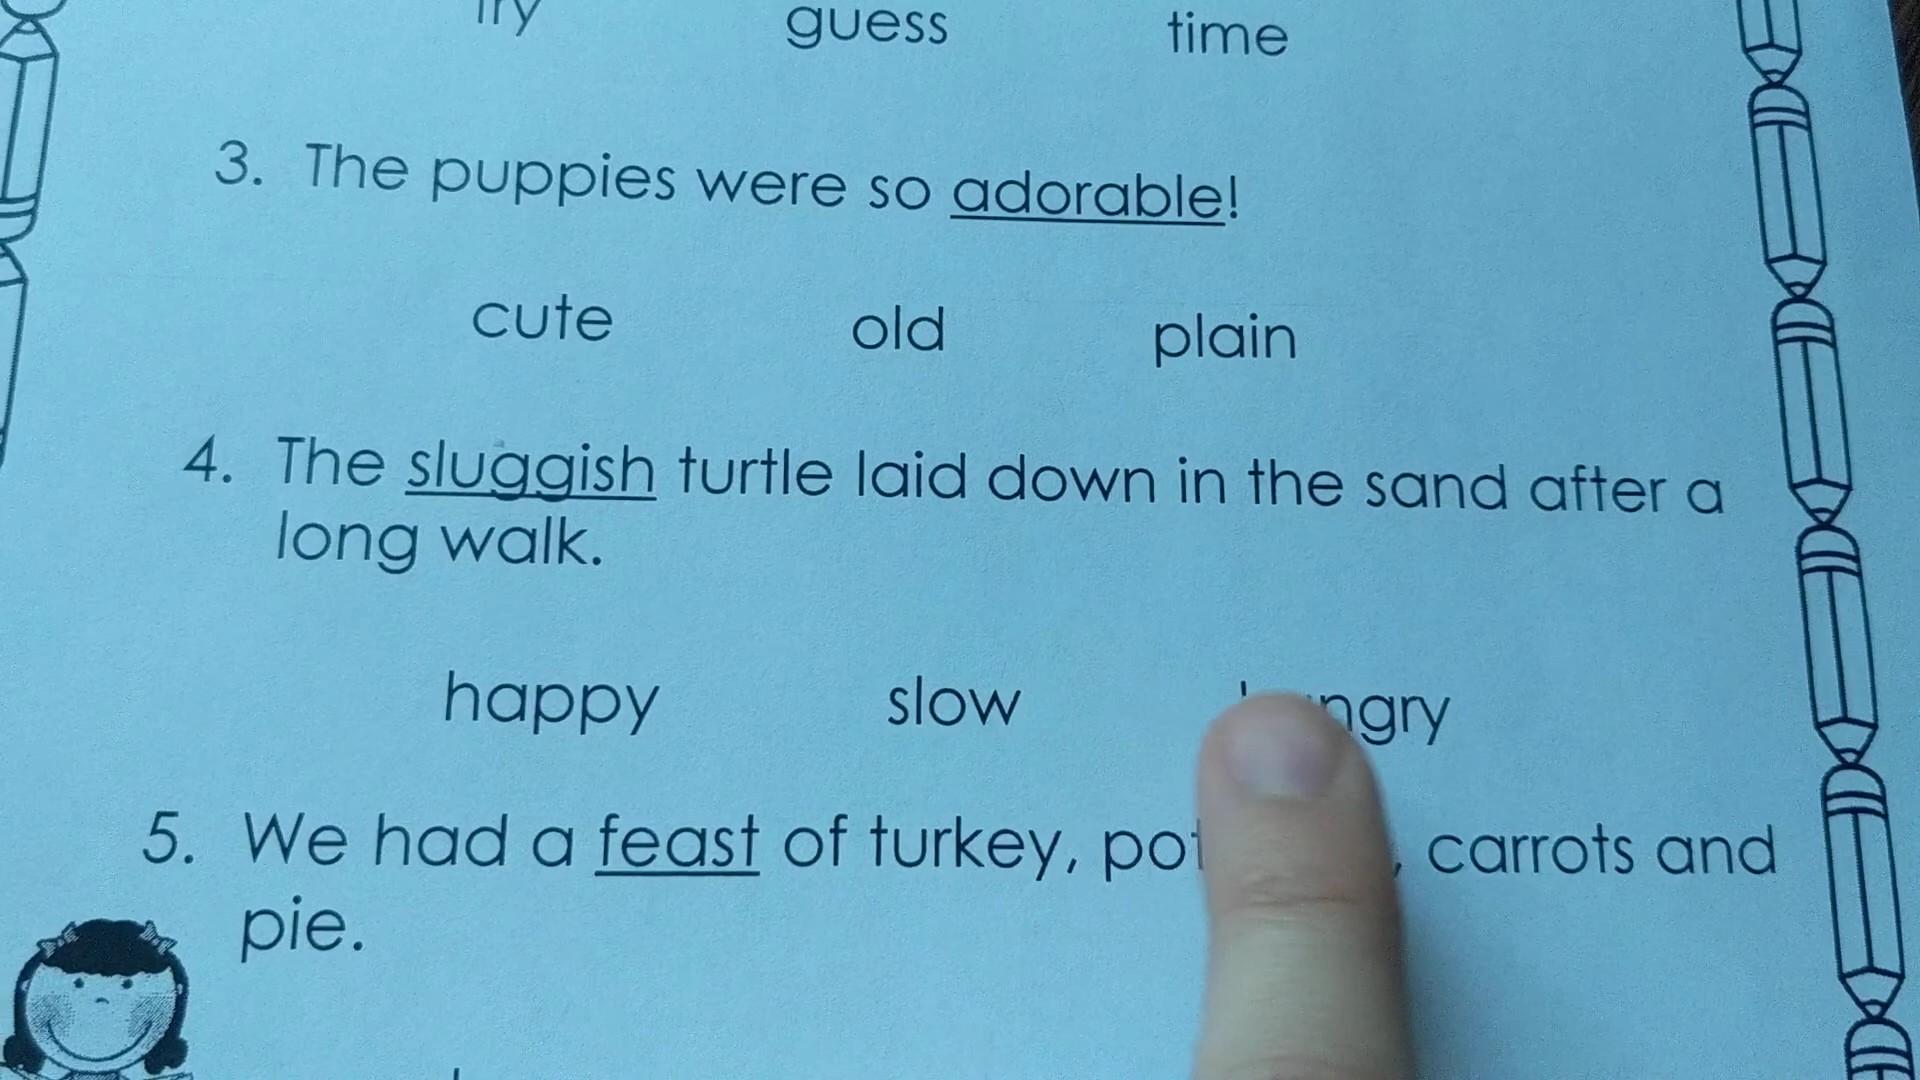 guess time
3. The puppies were so adorable!
cute old plain
4. The sluggish turtle laid down in the sand after a
long walk.
happy slow
5. We had a feast of turkey, carrots and
pie.